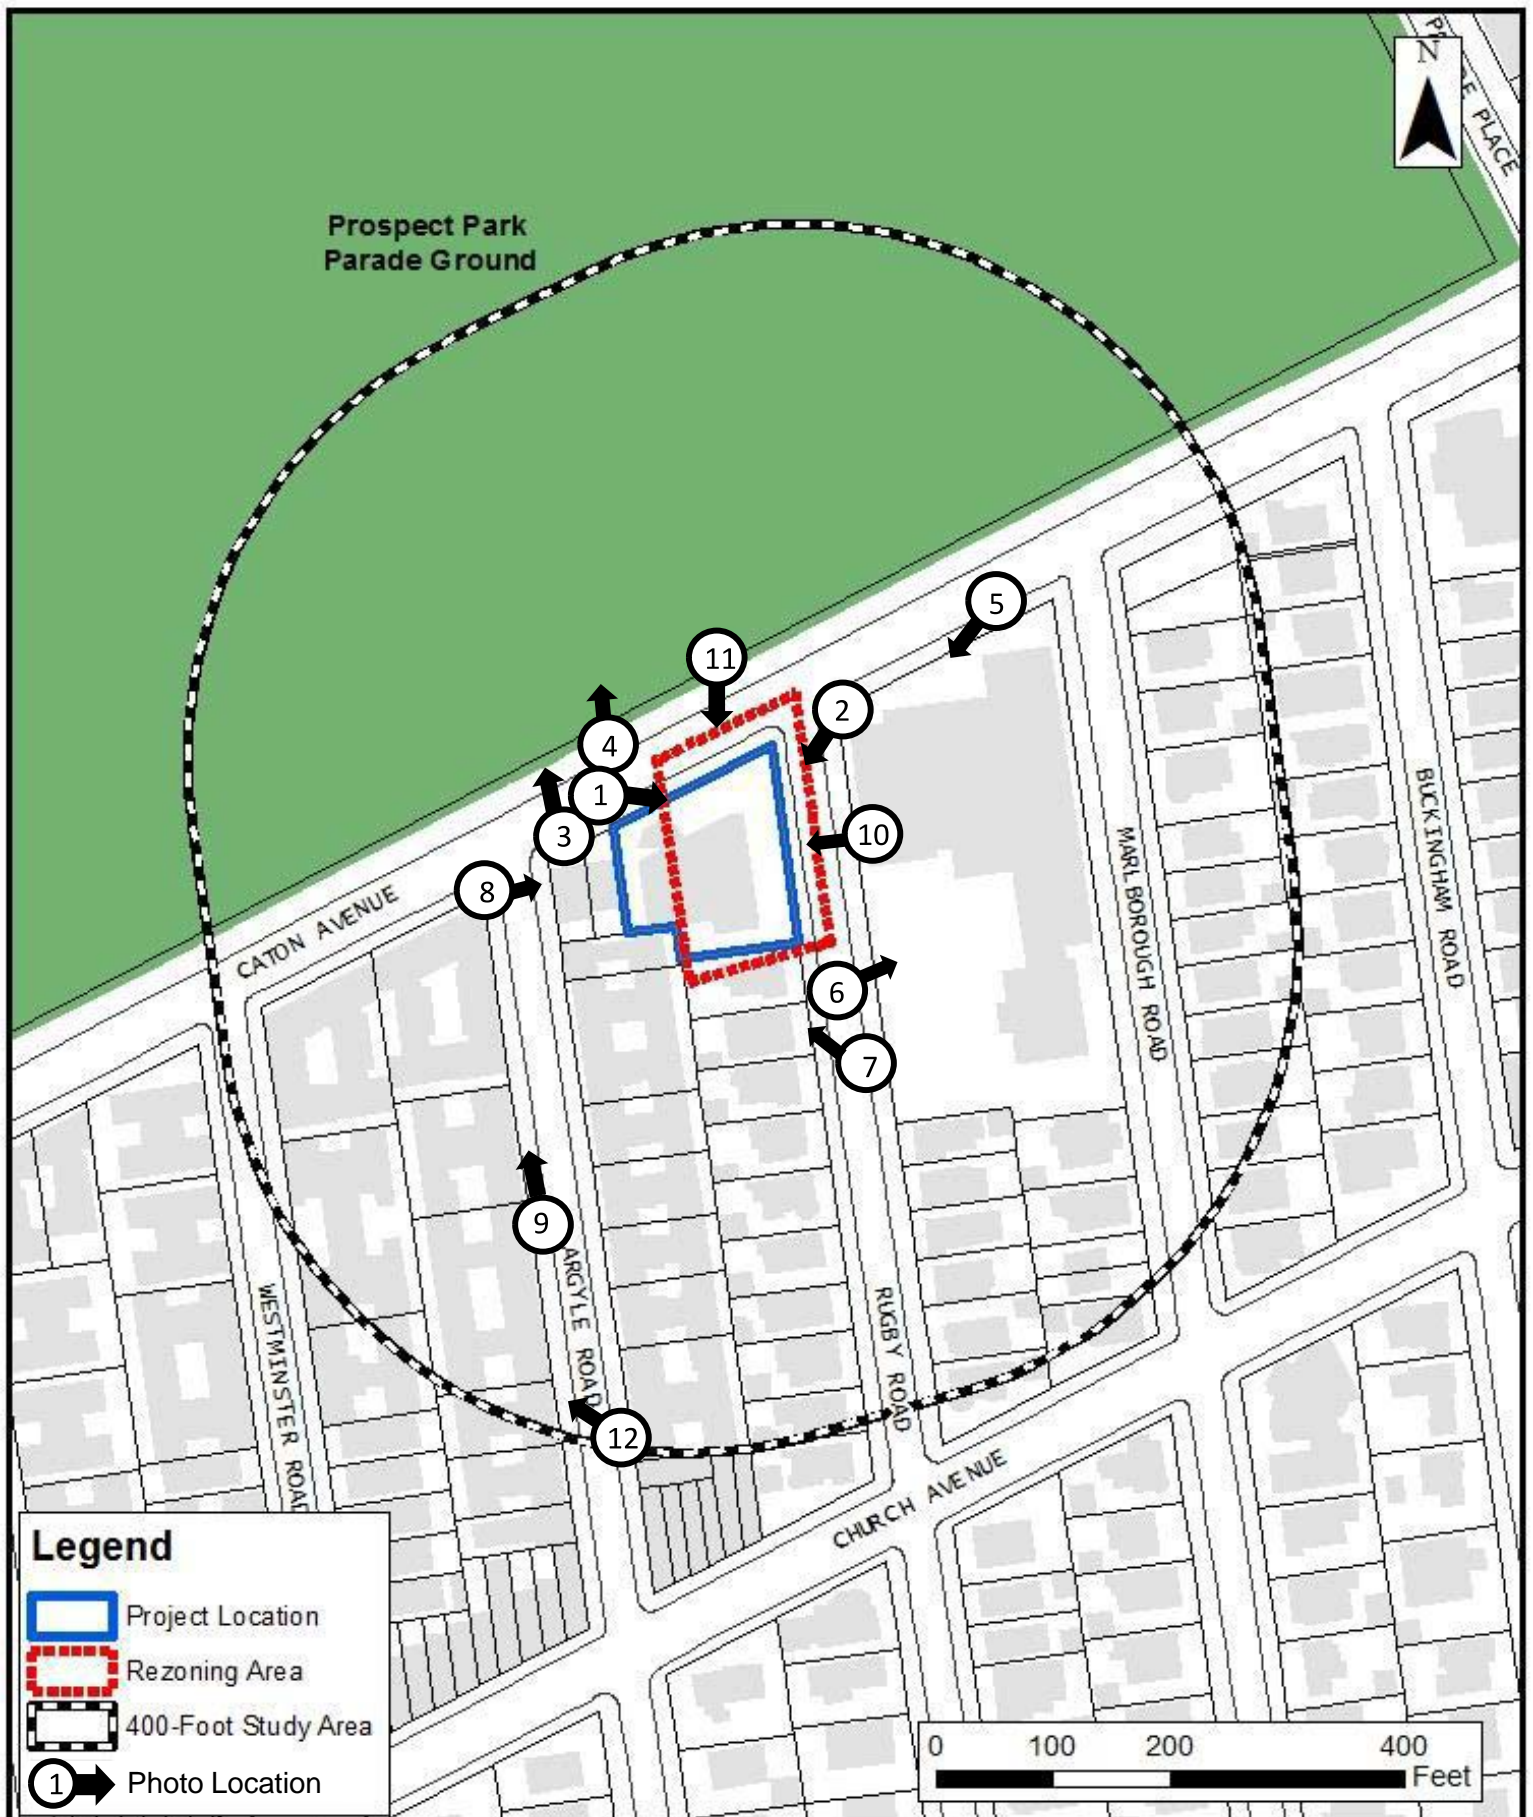 PARADE PLACE
N
Prospect Park
Parade Ground
5
11
2
4
1
3
10
8
CATON AVENUE
6
7
MARLBOROUGH ROAD
BUCKINGHAM ROAD
9
ARGYLE ROAD
WESTMINSTER ROAD
RUGBY ROAD
12
CHURCH AVENUE
Legend
Project Location
Rezoning Area
400-Foot Study Area
1 Photo Location
0 100 200 400
Feet